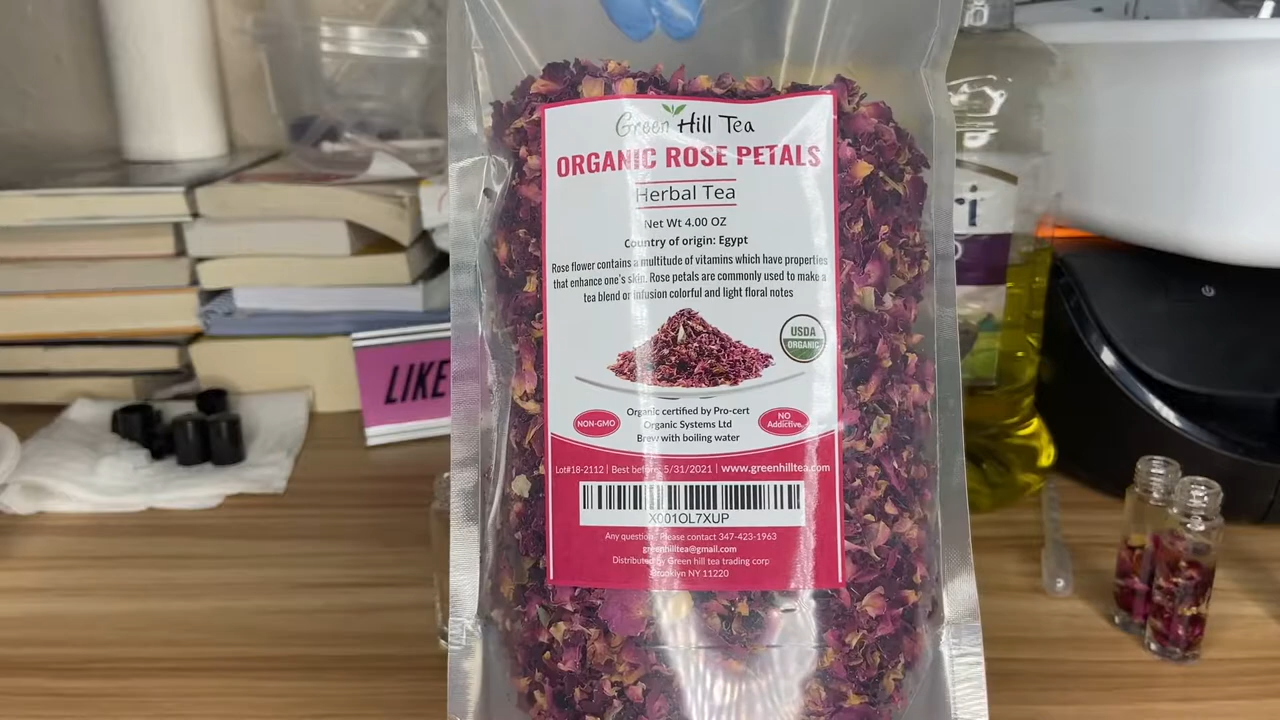 Green Hill Tea
ORGANIC ROSE PETALS
Herbal Tea
Net Wt 4.00 OZ
Country of origin: Egypt
Rose flower contains a multitude of vitamins which have properties
that enhance one's skin. Rose petals are commonly used to make a
tea blend or infusion colorful and light floral notes
USDA
ORGANIC
NON-GMO
Organic certified by Pro-cert
Organic Systems Ltd
Brew with boiling water
NO
Addictive.
Lot#18-2112 | Best before: 5/31/2021 | www.greenhilltea.com
X001OL7XUP
Any question? Please contact 347-423-1963
greenhilltea@gmail.com
Distributed by Green hill tea trading corp
Brooklyn NY 11220
LIKE